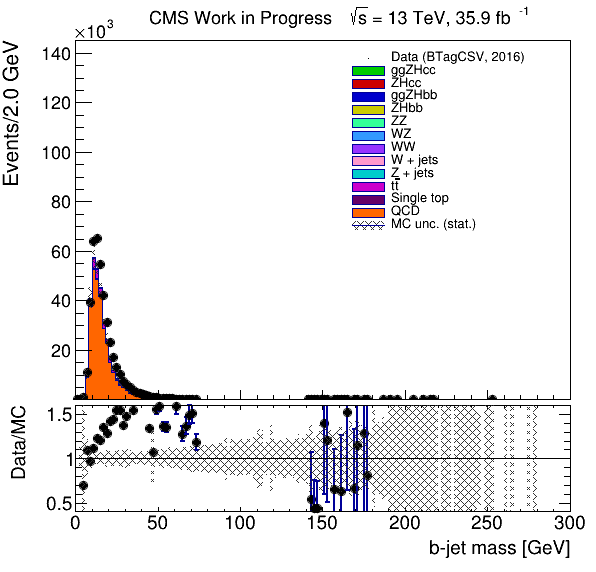 CMS Work in Progress √s = 13 TeV, 35.9 fb -1
×10³
Events/2.0 GeV
140
120
100
80
60
40
20
Data (BTagCSV, 2016)
ggZHcc
ZHcc
ggZHbb
ZHbb
ZZ
WZ
WW
W + jets
Z + jets
tt̅
Single top
QCD
MC unc. (stat.)
Data/MC
1.5
1
0.5
0 50 100 150 200 250 300
b-jet mass [GeV]